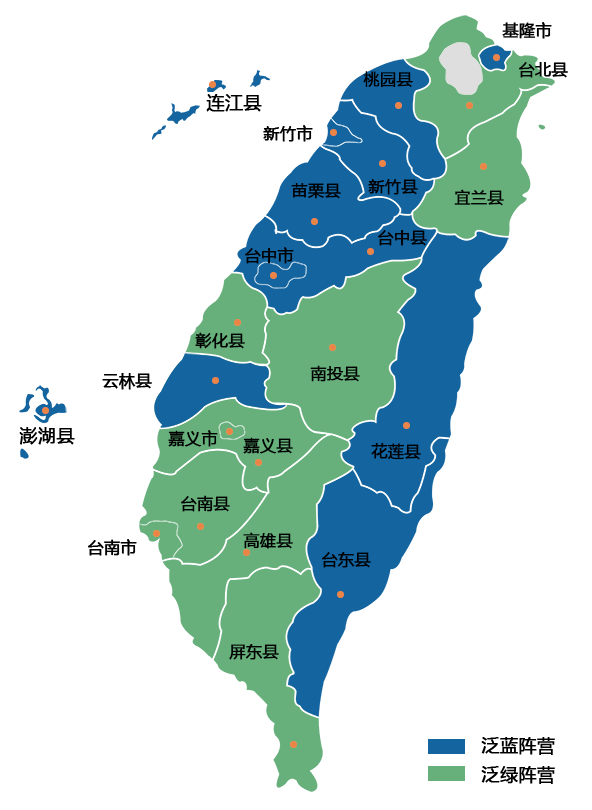 基隆市
台北县
桃园县
连江县
新竹市
新竹县
苗栗县
宜兰县
台中县
台中市
彰化县
南投县
云林县
澎湖县
嘉义市
嘉义县
花莲县
台南县
高雄县
台南市
台东县
屏东县
泛蓝阵营
泛绿阵营